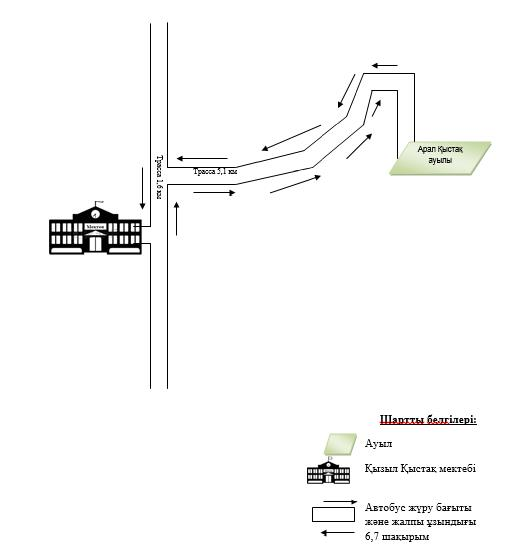 Арал Қыстақ
ауылы
Трасса 5,1 км
Трасса 1,6 км
Мектеп
Шартты белгілері:
Ауыл
Қызыл Қыстақ мектебі
Автобус жүру бағыты
және жалпы ұзындығы
6,7 шақырым